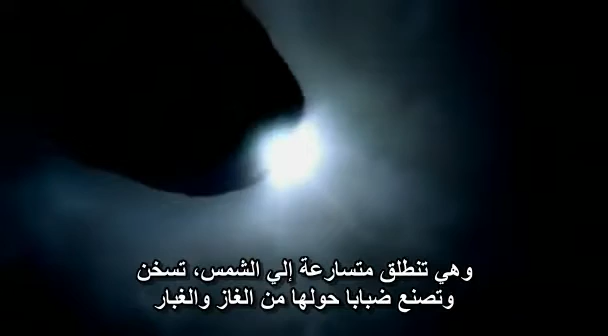 وهي تنطلق متسارعة إلي الشمس، تسخن
وتصنع ضبابا حولها من الغاز والغبار